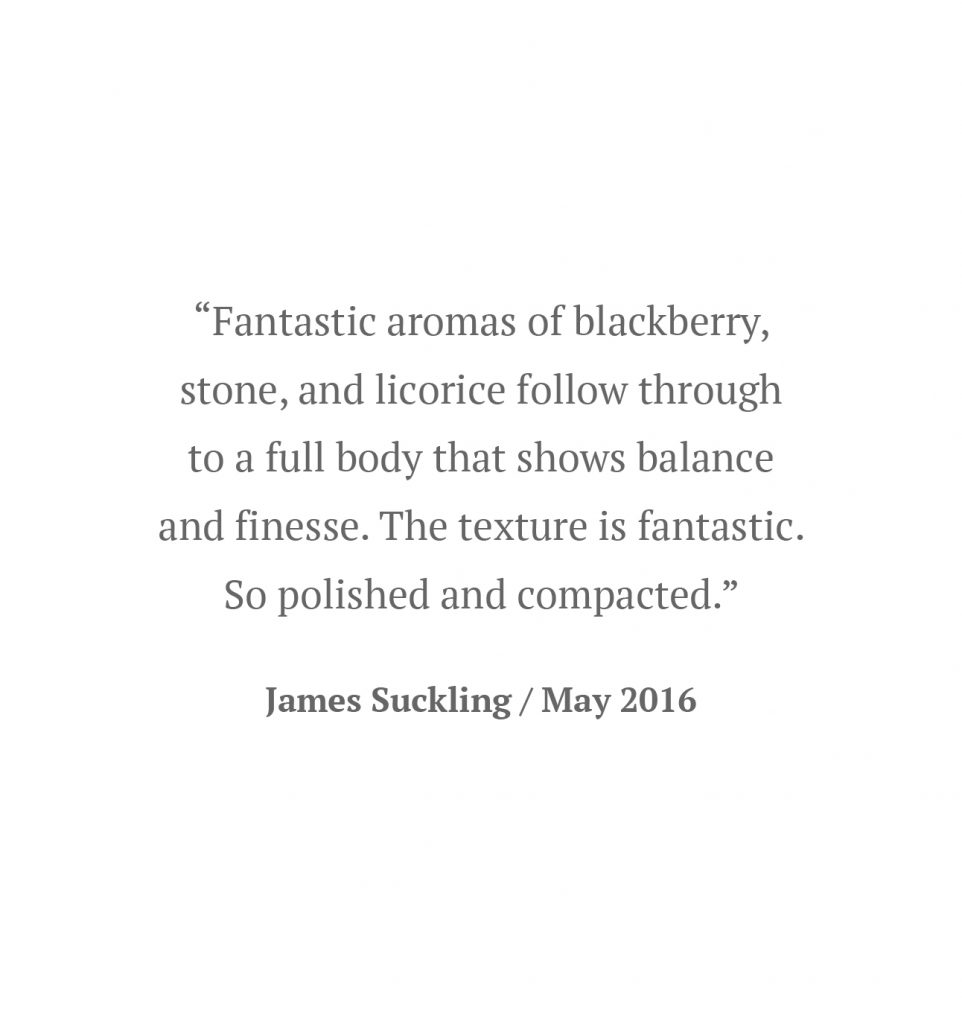 “Fantastic aromas of blackberry,
stone, and licorice follow through
to a full body that shows balance
and finesse. The texture is fantastic.
So polished and compacted.”
James Suckling / May 2016